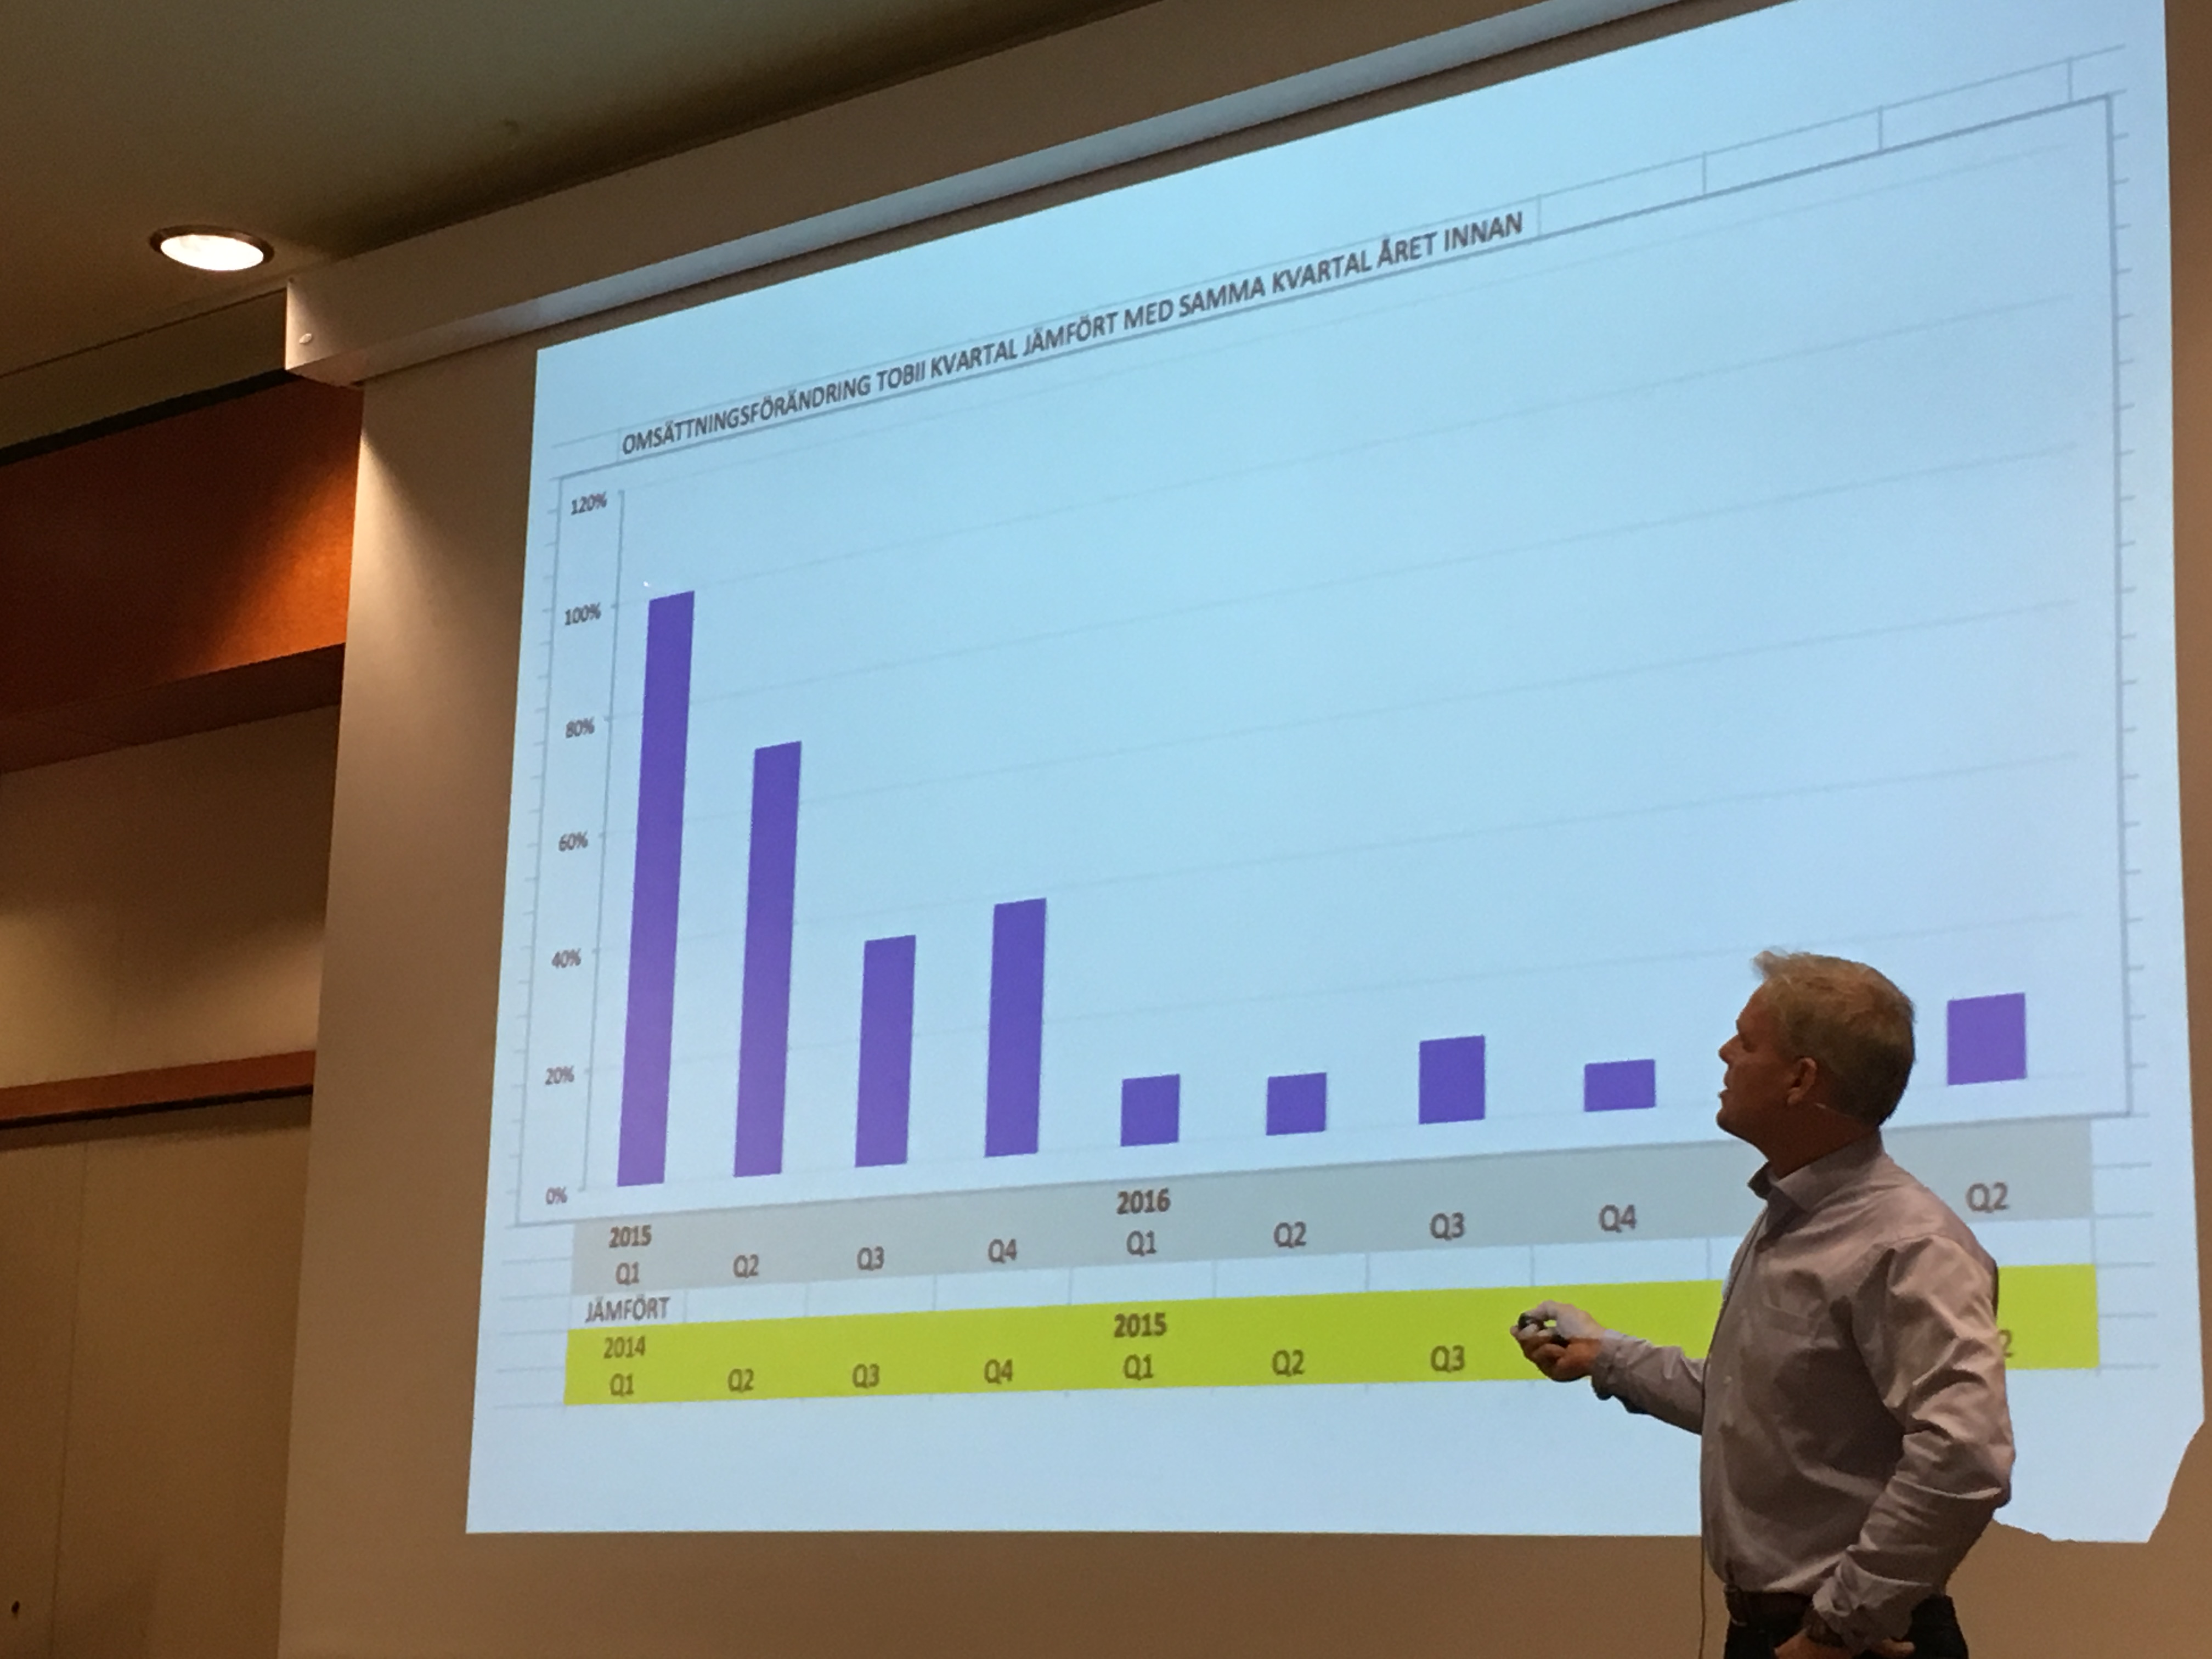 OMSÄTTNINGSFÖRÄNDRING TOBII KVARTAL JÄMFÖRT MED SAMMA KVARTAL ÅRET INNAN
120%
100%
80%
60%
40%
20%
0%
2015 2016
Q1 Q2 Q3 Q4 Q1 Q2 Q3 Q4 Q2
JÄMFÖRT
2014 2015
Q1 Q2 Q3 Q4 Q1 Q2 Q3 2